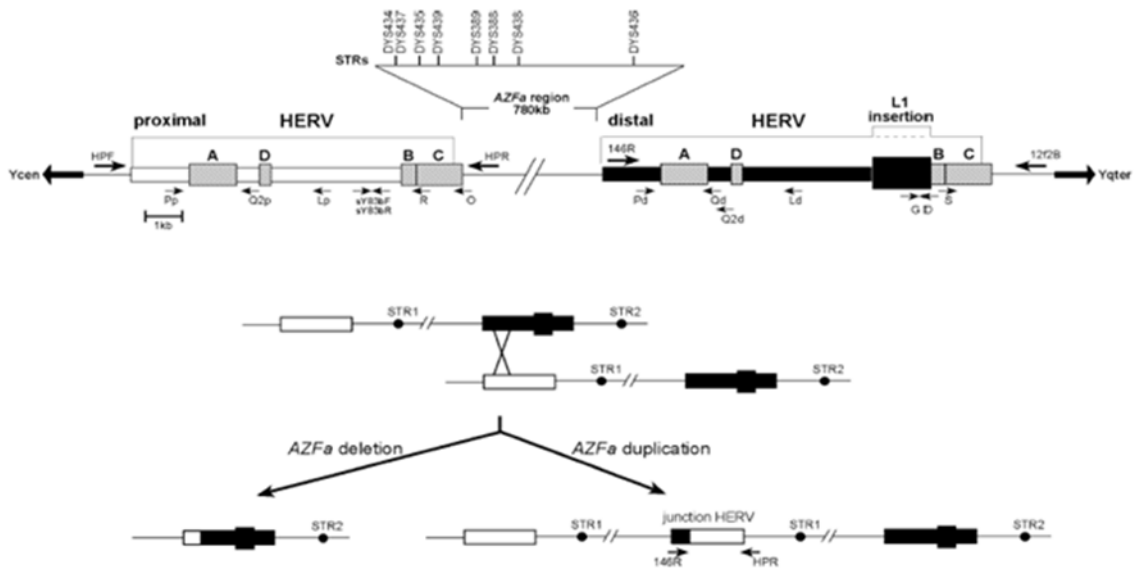 DYS434
DYS437
DYS435
DYS439
DYS389
DYS388
DYS438
DYS436
STRs
AZFa region
780kb
L1
insertion
proximal HERV distal HERV
HPF A D B C HPR 146R A D B C 12f2B
Ycen Yqter
Pp Q2p Lp sY83bF R O Pd Qd Ld G D S
sY83bR Q2d
1kb
STR1 STR2
STR1 STR2
AZFa deletion AZFa duplication
junction HERV
STR2 STR1 STR1 STR2
146R HPR